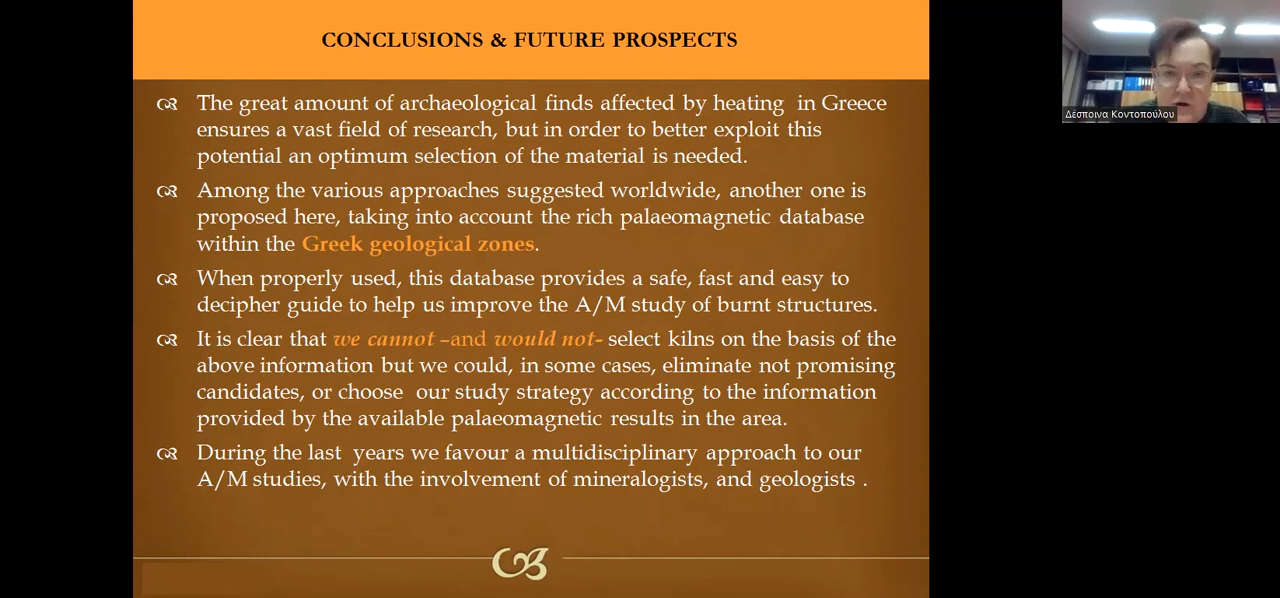 CONCLUSIONS & FUTURE PROSPECTS
The great amount of archaeological finds affected by heating in Greece
ensures a vast field of research, but in order to better exploit this
potential an optimum selection of the material is needed.
Among the various approaches suggested worldwide, another one is
proposed here, taking into account the rich palaeomagnetic database
within the Greek geological zones.
When properly used, this database provides a safe, fast and easy to
decipher guide to help us improve the A/M study of burnt structures.
It is clear that we cannot –and would not- select kilns on the basis of the
above information but we could, in some cases, eliminate not promising
candidates, or choose our study strategy according to the information
provided by the available palaeomagnetic results in the area.
During the last years we favour a multidisciplinary approach to our
A/M studies, with the involvement of mineralogists, and geologists .
Δέσποινα Κοντοπούλου